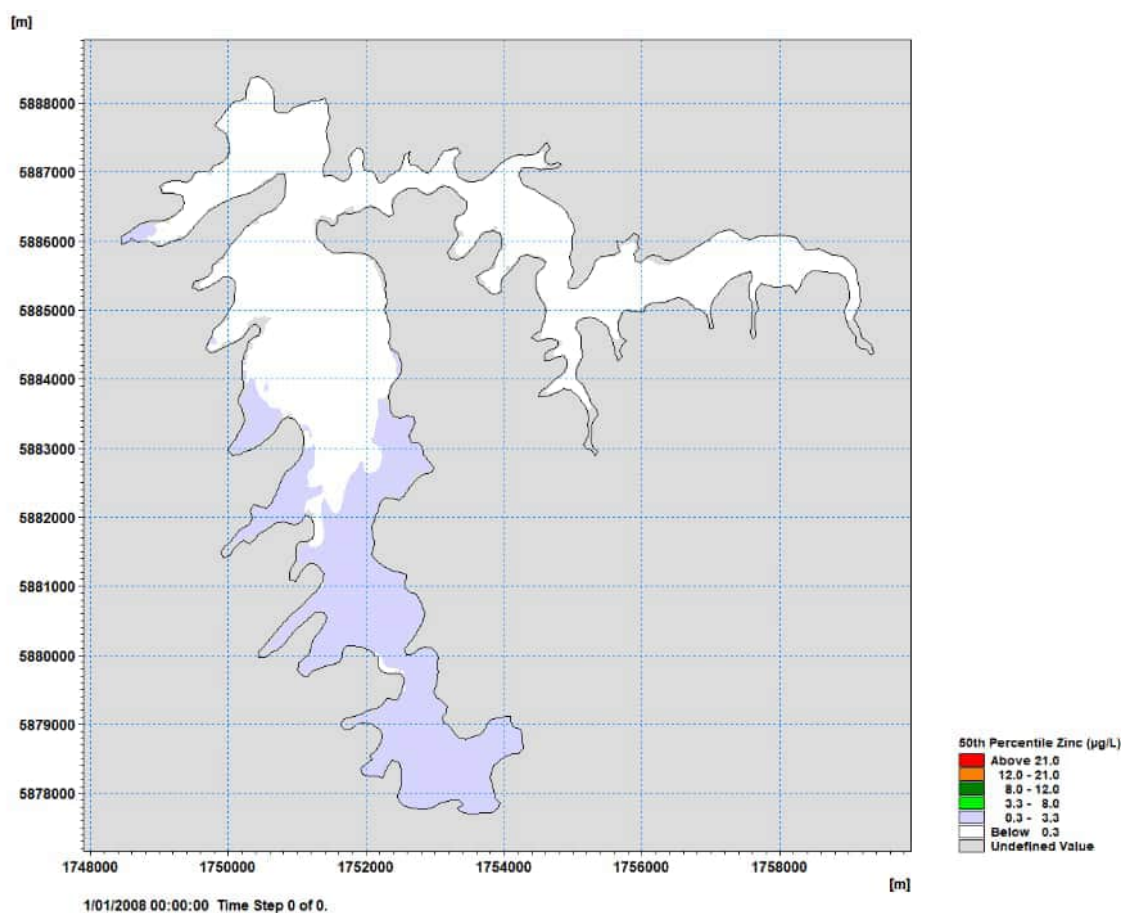 [m]
5888000
5887000
5886000
5885000
5884000
5883000
5882000
5881000
5880000
5879000
5878000
1748000 1750000 1752000 1754000 1756000 1758000
[m]
50th Percentile Zinc (µg/L)
Above 21.0
12.0 - 21.0
8.0 - 12.0
3.3 - 8.0
0.3 - 3.3
Below 0.3
Undefined Value
1/01/2008 00:00:00 Time Step 0 of 0.